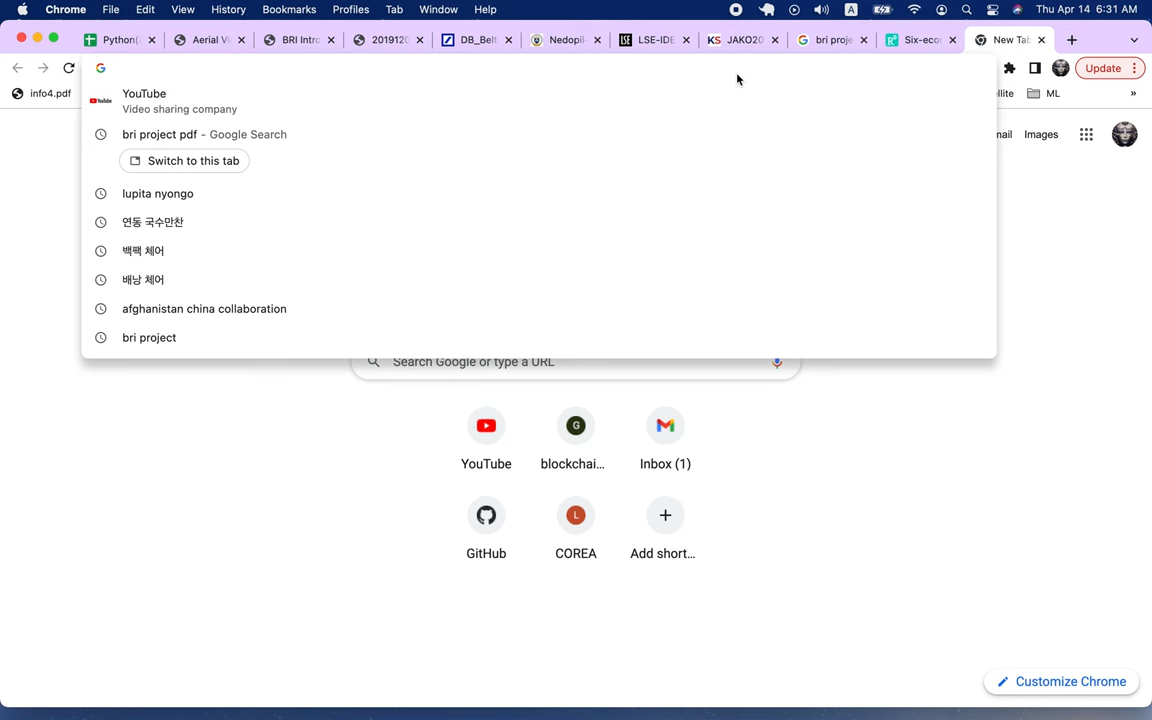 Chrome File Edit View History Bookmarks Profiles Tab Window Help A Thu Apr 14 6:31 AM
Python( Aerial Vi BRI Intro 2019120 DB_Belt Nedopil- LSE-IDE KS JAKO20 bri proje Six-econ New Tab
Update
info4.pdf llite ML »
YouTube
Video sharing company
bri project pdf - Google Search
Switch to this tab
mail Images
lupita nyongo
연동 국수만찬
백팩 체어
배낭 체어
afghanistan china collaboration
bri project
Search Google or type a URL
YouTube blockchai... Inbox (1)
GitHub COREA Add short...
Customize Chrome